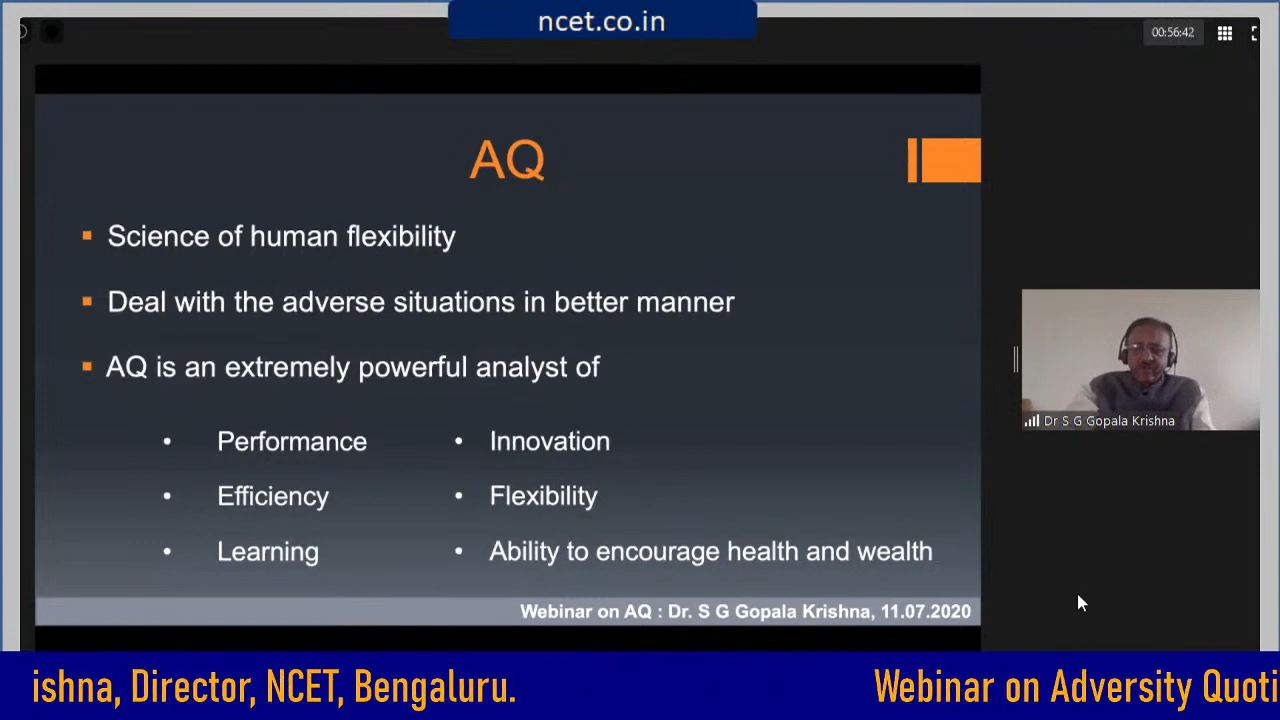 ncet.co.in
00:56:42
AQ
Science of human flexibility
Deal with the adverse situations in better manner
AQ is an extremely powerful analyst of
• Performance
• Efficiency
• Learning
• Innovation
• Flexibility
• Ability to encourage health and wealth
Webinar on AQ : Dr. S G Gopala Krishna, 11.07.2020
Dr S G Gopala Krishna
ishna, Director, NCET, Bengaluru.
Webinar on Adversity Quoti